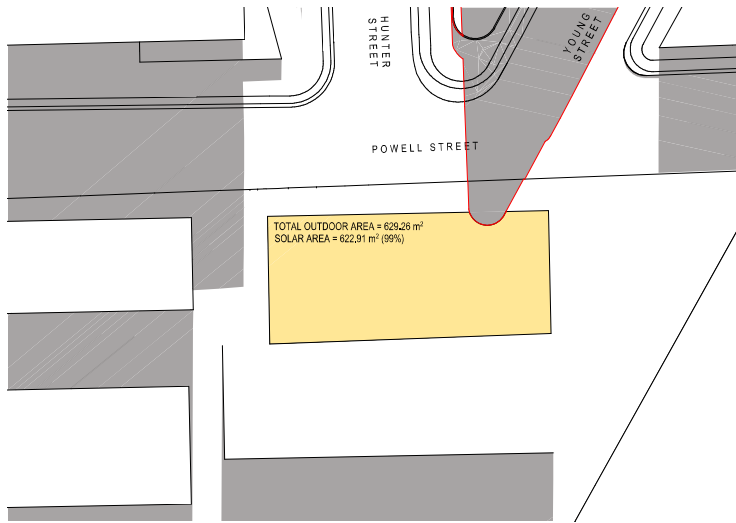 HUNTER
STREET
YOUNG
STREET
POWELL STREET
TOTAL OUTDOOR AREA = 629.26 m²
SOLAR AREA = 622.91 m² (99%)